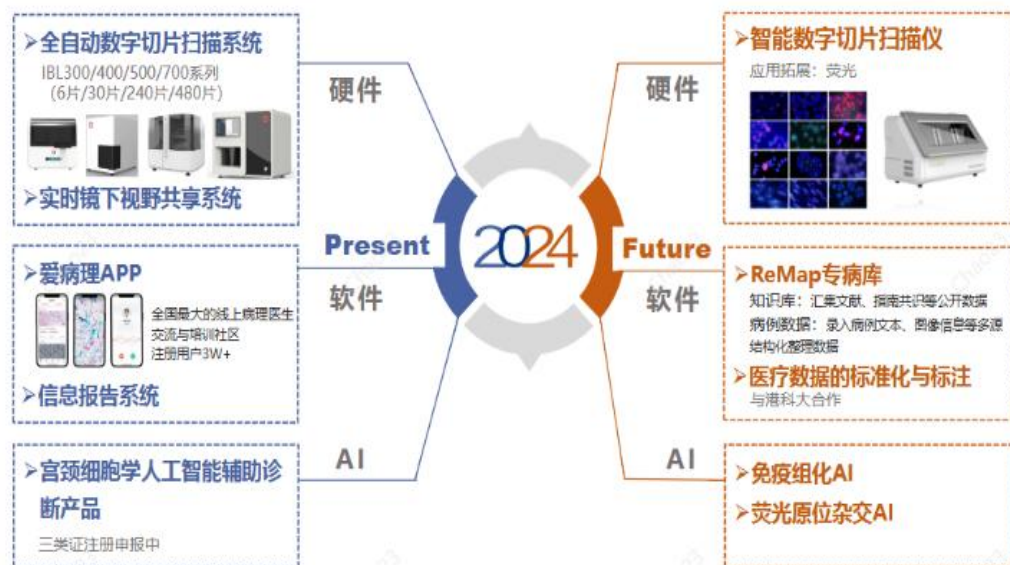 ➢全自动数字切片扫描系统
IBL300/400/500/700系列
(6片/30片/240片/480片)
➢实时镜下视野共享系统
硬件
➢爱病理APP
全国最大的线上病理医生
交流与培训社区
注册用户3W+
➢信息报告系统
Present
软件
➢宫颈细胞学人工智能辅助诊
断产品
三类证注册申报中
AI
2024
硬件
➢智能数字切片扫描仪
应用拓展：荧光
Future
软件
➢ReMap专病库
知识库：汇集文献、指南共识等公开数据
病例数据：录入病例文本、图像信息等多源
结构化整理数据
➢医疗数据的标准化与标注
与港科大合作
AI
➢免疫组化AI
➢荧光原位杂交AI